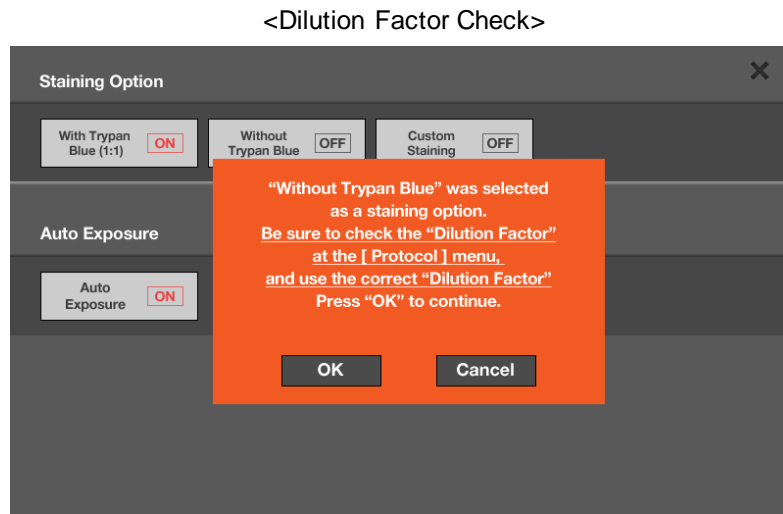 <Dilution Factor Check>
Staining Option
With Trypan
Blue (1:1)
ON
Without
Trypan Blue
OFF
Custom
Staining
OFF
“Without Trypan Blue” was selected
as a staining option.
Be sure to check the “Dilution Factor”
at the [ Protocol ] menu,
and use the correct “Dilution Factor”
Press “OK” to continue.
OK
Cancel
Auto Exposure
Auto
Exposure
ON